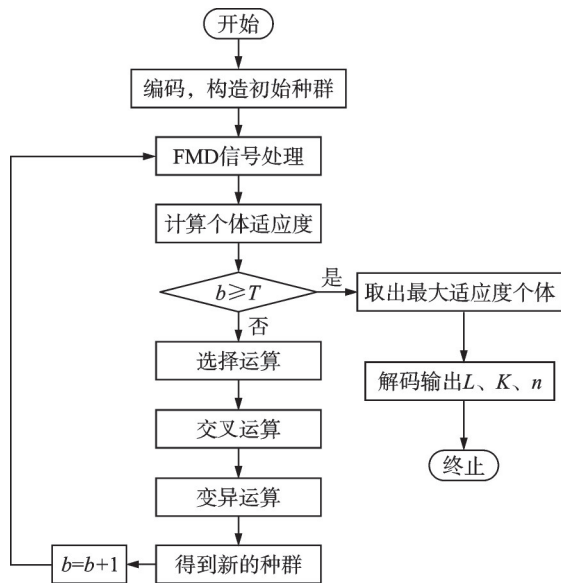 开始
编码，构造初始种群
FMD信号处理
计算个体适应度
b≥T
是
取出最大适应度个体
否
选择运算
解码输出L、K、n
交叉运算
终止
变异运算
b=b+1
得到新的种群